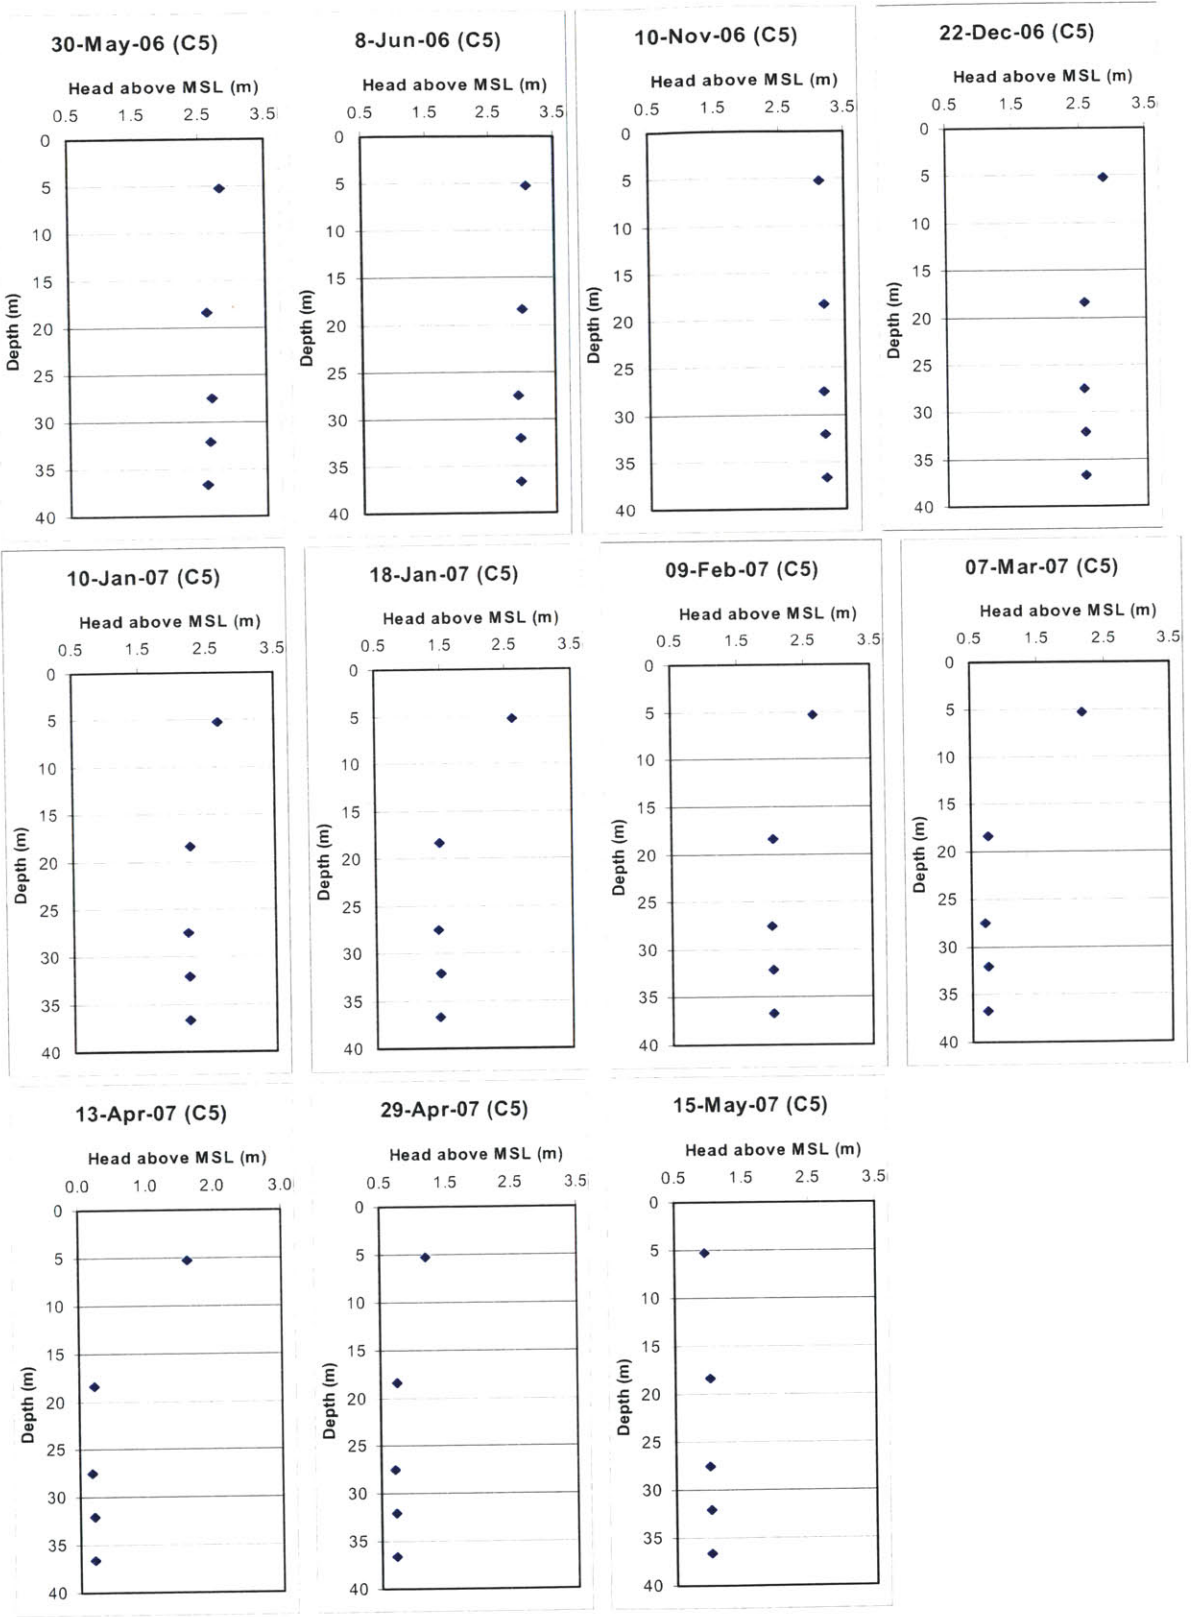 30-May-06 (C5)
Head above MSL (m)
0.5 1.5 2.5 3.5
0
5
10
15
20
25
30
35
40
Depth (m)
8-Jun-06 (C5)
Head above MSL (m)
0.5 1.5 2.5 3.5
0
5
10
15
20
25
30
35
40
Depth (m)
10-Nov-06 (C5)
Head above MSL (m)
0.5 1.5 2.5 3.5
0
5
10
15
20
25
30
35
40
Depth (m)
22-Dec-06 (C5)
Head above MSL (m)
0.5 1.5 2.5 3.5
0
5
10
15
20
25
30
35
40
Depth (m)
10-Jan-07 (C5)
Head above MSL (m)
0.5 1.5 2.5 3.5
0
5
10
15
20
25
30
35
40
Depth (m)
18-Jan-07 (C5)
Head above MSL (m)
0.5 1.5 2.5 3.5
0
5
10
15
20
25
30
35
40
Depth (m)
09-Feb-07 (C5)
Head above MSL (m)
0.5 1.5 2.5 3.5
0
5
10
15
20
25
30
35
40
Depth (m)
07-Mar-07 (C5)
Head above MSL (m)
0.5 1.5 2.5 3.5
0
5
10
15
20
25
30
35
40
Depth (m)
13-Apr-07 (C5)
Head above MSL (m)
0.0 1.0 2.0 3.0
0
5
10
15
20
25
30
35
40
Depth (m)
29-Apr-07 (C5)
Head above MSL (m)
0.5 1.5 2.5 3.5
0
5
10
15
20
25
30
35
40
Depth (m)
15-May-07 (C5)
Head above MSL (m)
0.5 1.5 2.5 3.5
0
5
10
15
20
25
30
35
40
Depth (m)